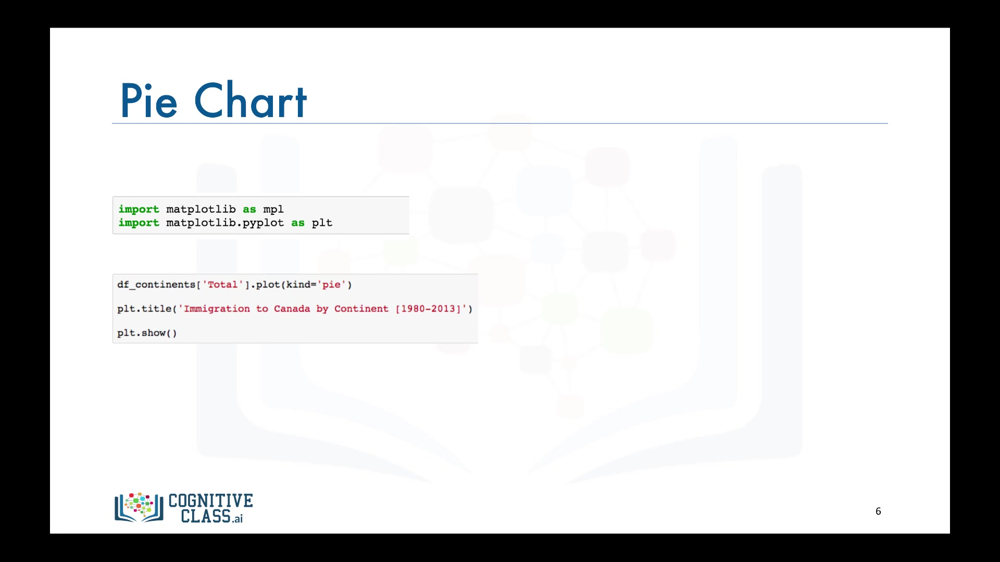 Pie Chart
import matplotlib as mpl
import matplotlib.pyplot as plt
df_continents['Total'].plot(kind='pie')
plt.title('Immigration to Canada by Continent [1980-2013]')
plt.show()
COGNITIVE
CLASS.ai
6